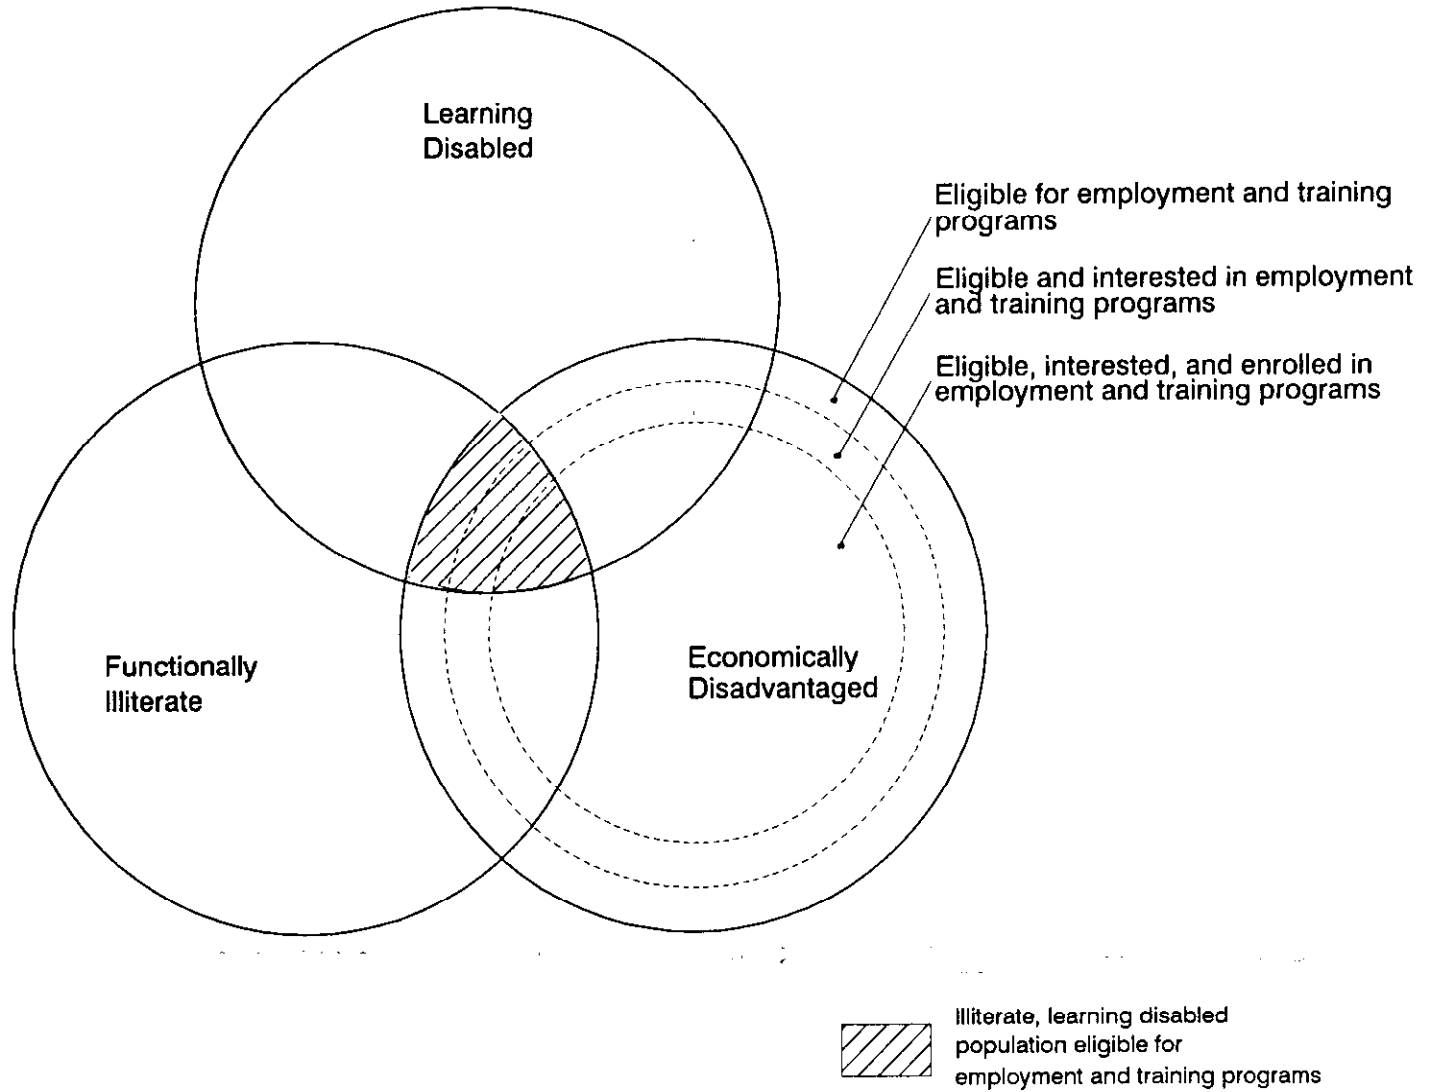 Learning
Disabled
Eligible for employment and training
programs
Eligible and interested in employment
and training programs
Eligible, interested, and enrolled in
employment and training programs
Functionally
Illiterate
Economically
Disadvantaged
Illiterate, learning disabled
population eligible for
employment and training programs